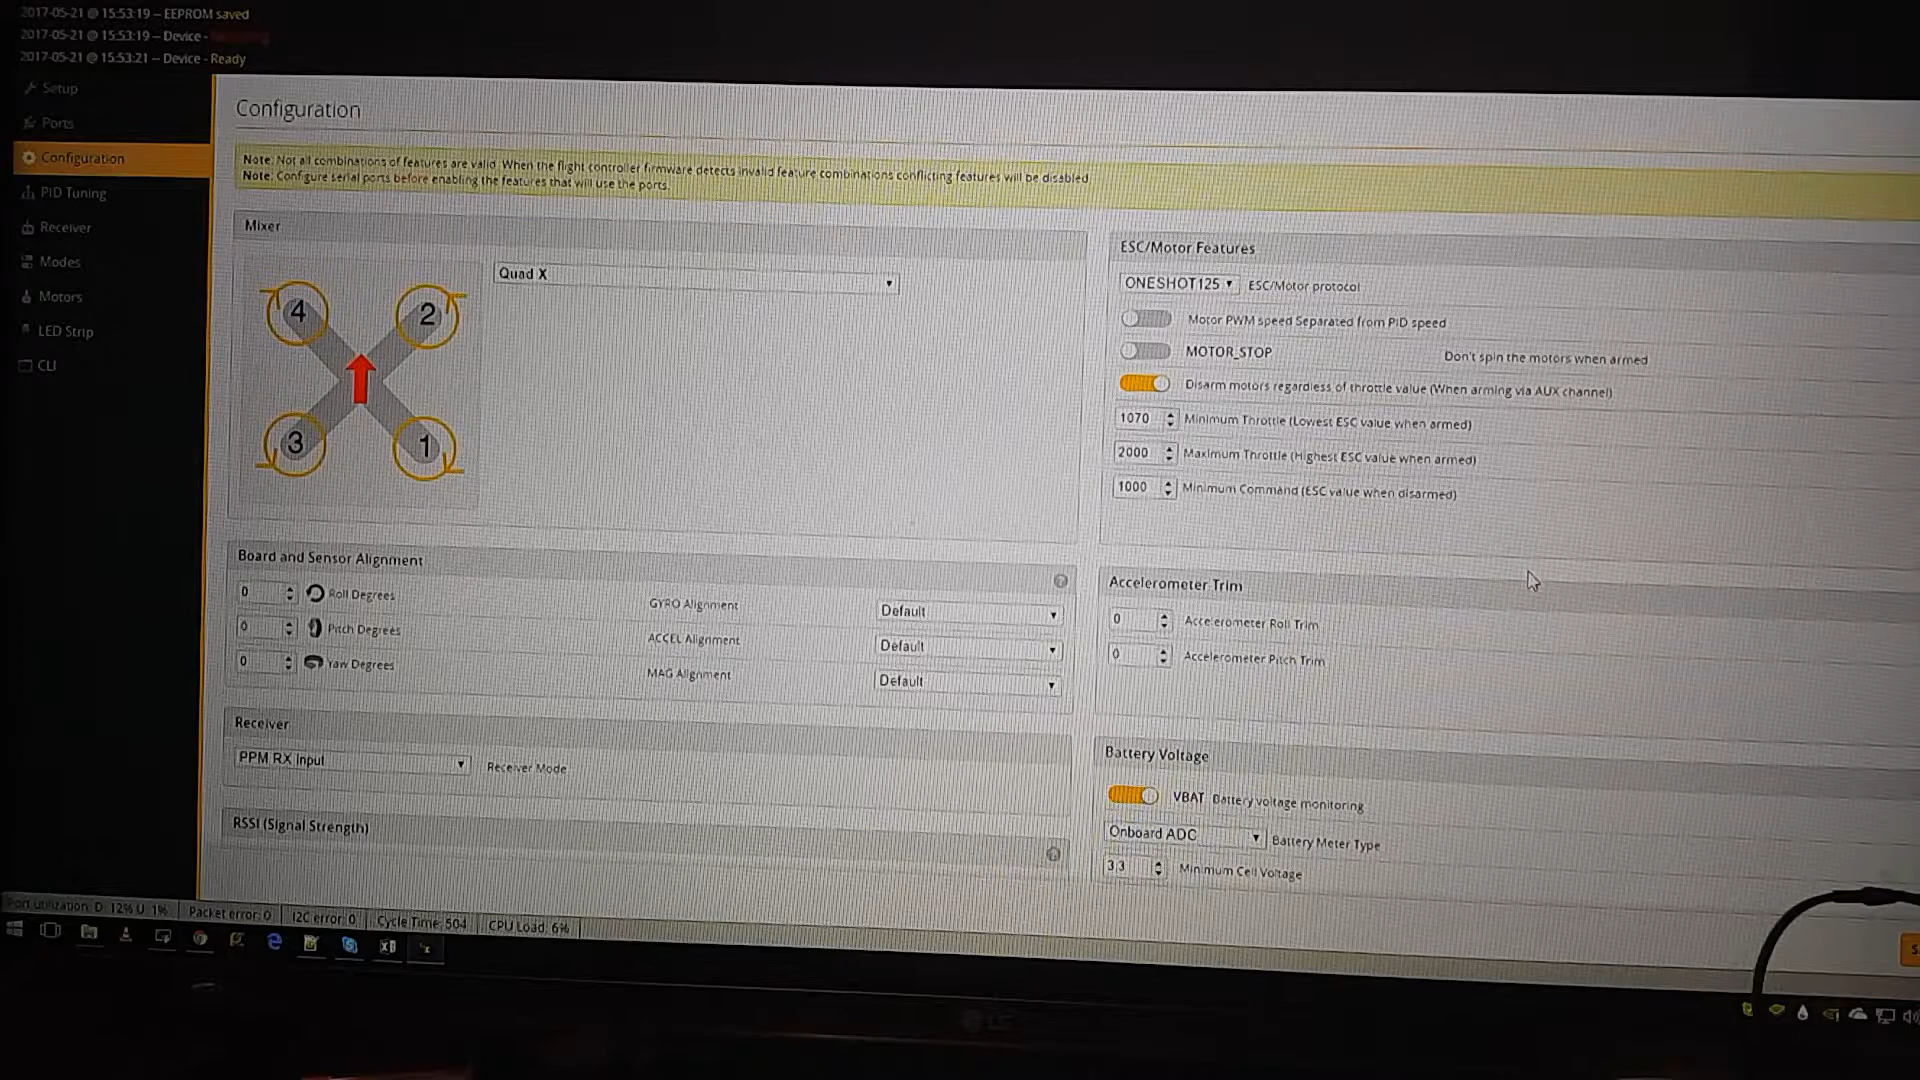 2017-05-21 @ 15:53:19 -- EEPROM saved
2017-05-21 @ 15:53:19 -- Device -
2017-05-21 @ 15:53:21 -- Device - Ready
Setup
Ports
Configuration
PID Tuning
Receiver
Modes
Motors
LED Strip
CLI
Configuration
Note: Not all combinations of features are valid. When the flight controller firmware detects invalid feature combinations conflicting features will be disabled.
Note: Configure serial ports before enabling the features that will use the ports.
Mixer
4
2
3
1
Quad X
ESC/Motor Features
ONESHOT125 ESC/Motor protocol
Motor PWM speed Separated from PID speed
MOTOR_STOP Don't spin the motors when armed
Disarm motors regardless of throttle value (When arming via AUX channel)
1070 Minimum Throttle (Lowest ESC value when armed)
2000 Maximum Throttle (Highest ESC value when armed)
1000 Minimum Command (ESC value when disarmed)
Board and Sensor Alignment
0 Roll Degrees GYRO Alignment Default
0 Pitch Degrees ACCEL Alignment Default
0 Yaw Degrees MAG Alignment Default
Accelerometer Trim
0 Accelerometer Roll Trim
0 Accelerometer Pitch Trim
Receiver
PPM RX Input Receiver Mode
Battery Voltage
VBAT Battery voltage monitoring
Onboard ADC Battery Meter Type
3.3 Minimum Cell Voltage
RSSI (Signal Strength)
Port utilization: D: 12% U: 1% Packet error: 0 I2C error: 0 Cycle Time: 504 CPU Load: 6%
LG